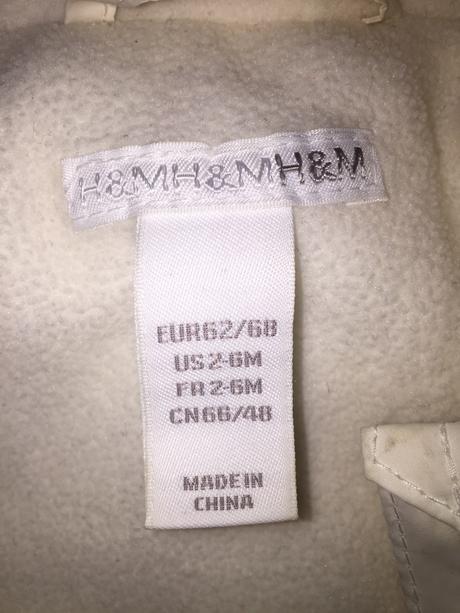 H&MH&MH&M
EUR62/68
US 2-6M
FR 2-6M
CN66/48
MADE IN
CHINA